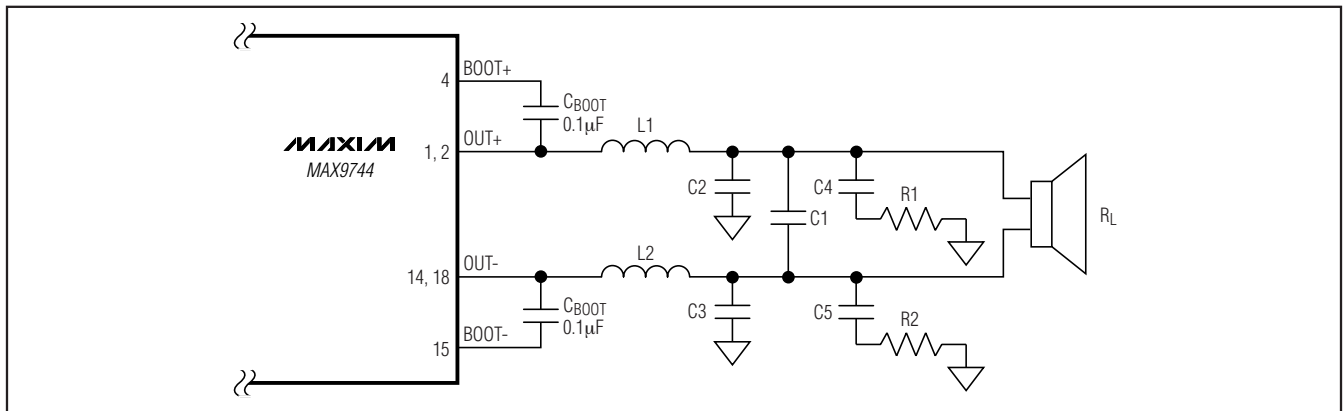 4
BOOT+
CBOOT
0.1μF
MAXIM
MAX9744
1, 2
OUT+
L1
C2
C1
C4
R1
RL
14, 18
OUT-
L2
CBOOT
0.1μF
C3
C5
R2
15
BOOT-